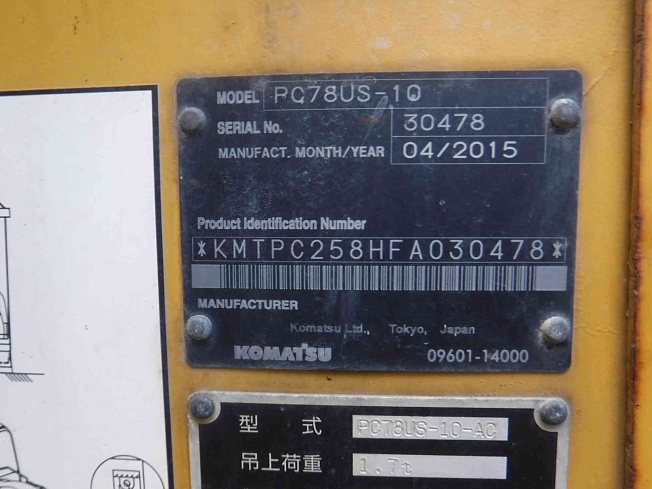 MODEL PC78US-10
SERIAL No. 30478
MANUFACT. MONTH/YEAR 04/2015
Product Identification Number
*KMTPC258HFA030478*
MANUFACTURER
Komatsu Ltd., Tokyo, Japan
KOMATSU 09601-14000
型 式 PC78US-10-AC
吊上荷重 1.7t